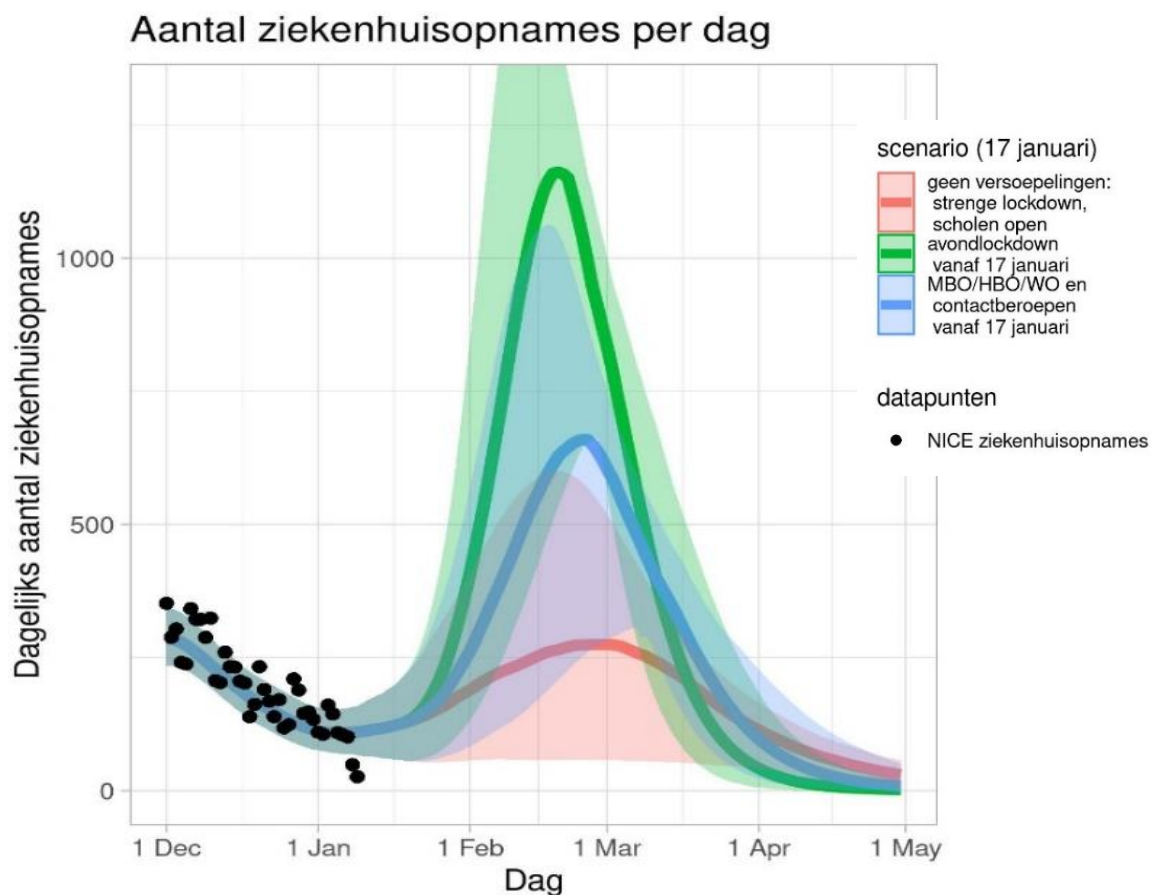 Aantal ziekenhuisopnames per dag
Dagelijks aantal ziekenhuisopnames
1000
500
0
1 Dec
1 Jan
1 Feb
1 Mar
1 Apr
1 May
Dag
scenario (17 januari)
geen versoepelingen:
strenge lockdown,
scholen open
avondlockdown
vanaf 17 januari
MBO/HBO/WO en
contactberoepen
vanaf 17 januari
datapunten
NICE ziekenhuisopnames